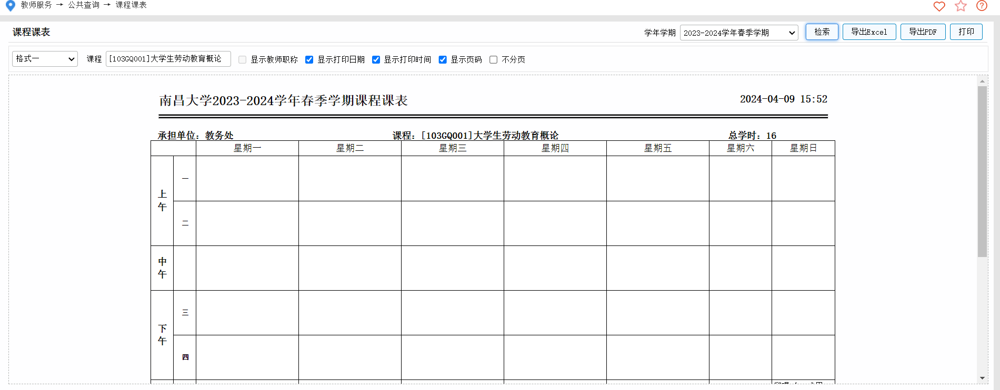 教师服务 → 公共查询 → 课程课表
课程课表
学年学期 2023-2024学年春季学期 检索 导出Excel 导出PDF 打印
格式一 课程 [103GQ001]大学生劳动教育概论 显示教师职称 显示打印日期 显示打印时间 显示页码 不分页
南昌大学2023-2024学年春季学期课程课表 2024-04-09 15:52
承担单位：教务处 课程：[103GQ001]大学生劳动教育概论 总学时：16
星期一 星期二 星期三 星期四 星期五 星期六 星期日
上午
一
二
中午
下午
三
四